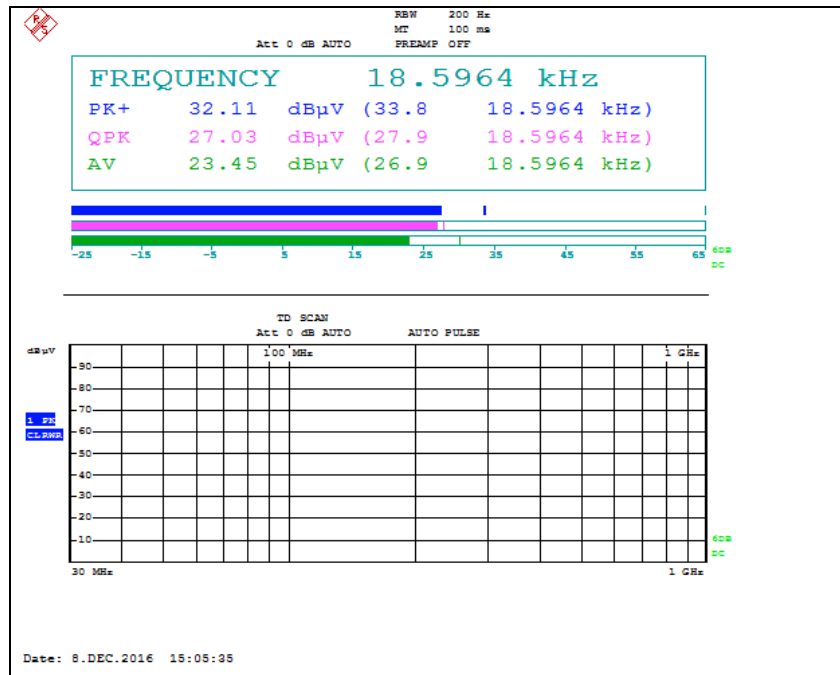 RBW 200 Hz
MT 100 ms
Att 0 dB AUTO PREAMP OFF
FREQUENCY 18.5964 kHz
PK+ 32.11 dBµV (33.8 18.5964 kHz)
QPK 27.03 dBµV (27.9 18.5964 kHz)
AV 23.45 dBµV (26.9 18.5964 kHz)
-25 -15 -5 5 15 25 35 45 55 65
6DB
DC
TD SCAN
Att 0 dB AUTO AUTO PULSE
dBµV
100 MHz 1 GHz
90
80
70
1 PK
CLRWR
60
50
40
30
20
10
6DB
DC
30 MHz 1 GHz
Date: 8.DEC.2016 15:05:35